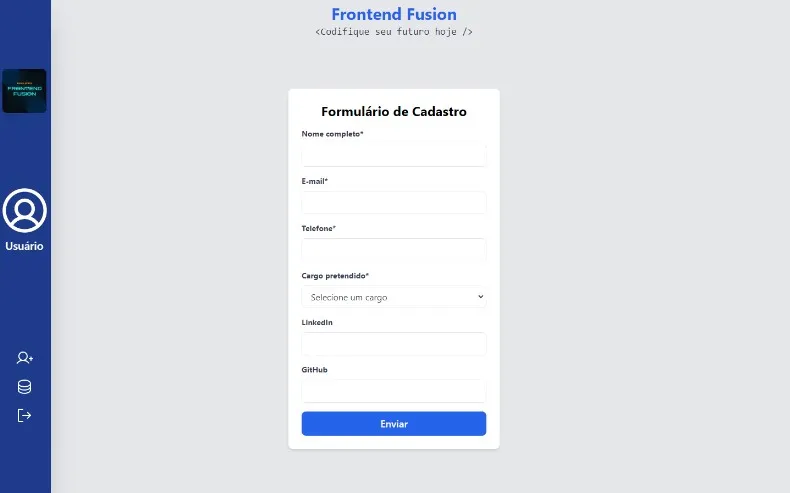 Frontend Fusion
<Codifique seu futuro hoje />
FRONTEND
FUSION
Usuário
Formulário de Cadastro
Nome completo*
E-mail*
Telefone*
Cargo pretendido*
Selecione um cargo
LinkedIn
GitHub
Enviar